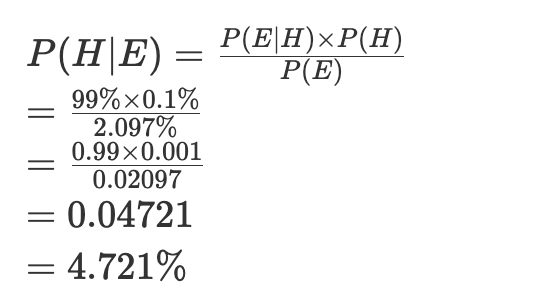 P(H|E) = P(E|H)×P(H) / P(E)
= 99%×0.1% / 2.097%
= 0.99×0.001 / 0.02097
= 0.04721
= 4.721%